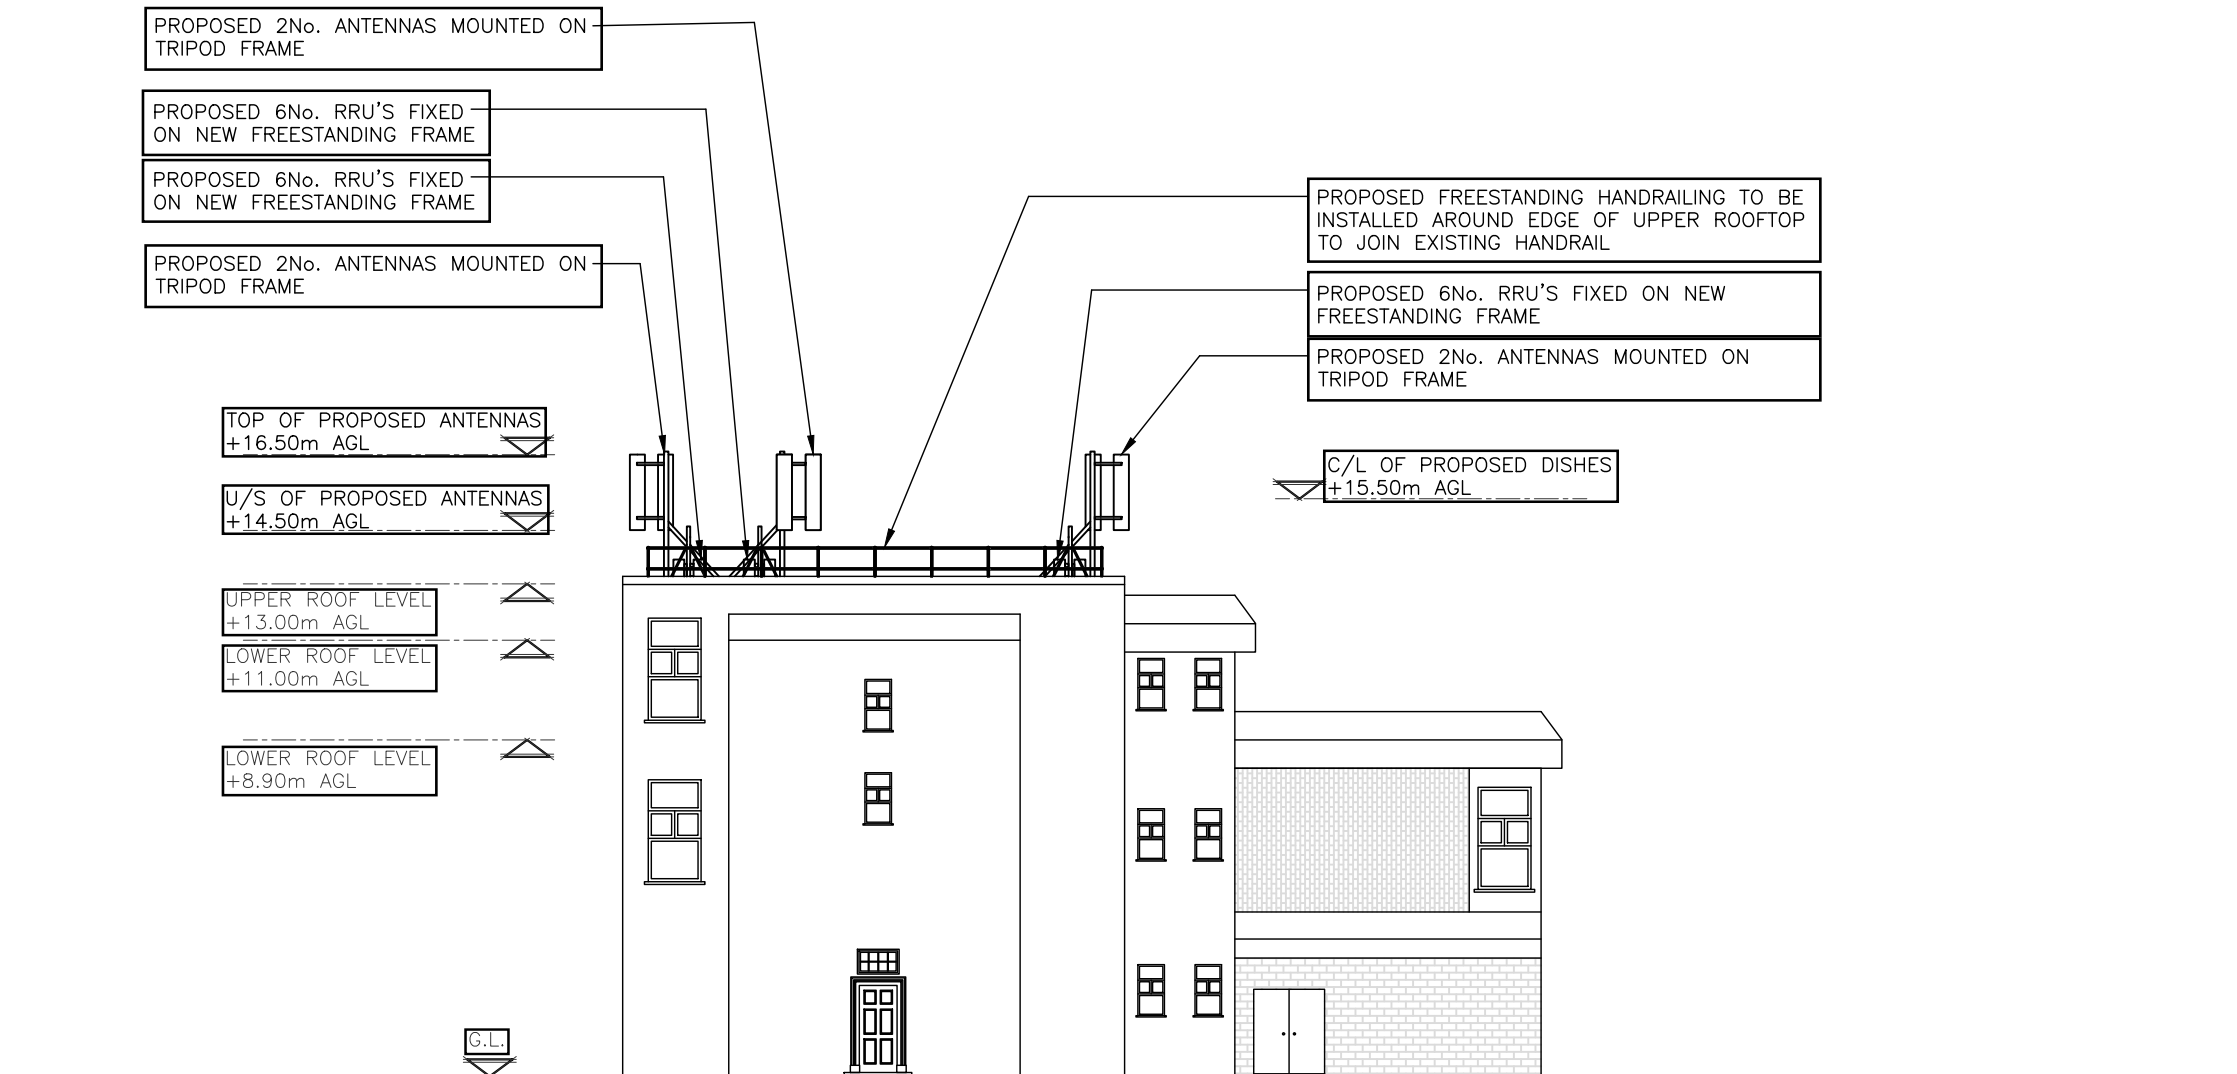 PROPOSED 2No. ANTENNAS MOUNTED ON
TRIPOD FRAME
PROPOSED 6No. RRU'S FIXED
ON NEW FREESTANDING FRAME
PROPOSED 6No. RRU'S FIXED
ON NEW FREESTANDING FRAME
PROPOSED 2No. ANTENNAS MOUNTED ON
TRIPOD FRAME
PROPOSED FREESTANDING HANDRAILING TO BE
INSTALLED AROUND EDGE OF UPPER ROOFTOP
TO JOIN EXISTING HANDRAIL
PROPOSED 6No. RRU'S FIXED ON NEW
FREESTANDING FRAME
PROPOSED 2No. ANTENNAS MOUNTED ON
TRIPOD FRAME
TOP OF PROPOSED ANTENNAS
+16.50m AGL
U/S OF PROPOSED ANTENNAS
+14.50m AGL
C/L OF PROPOSED DISHES
+15.50m AGL
UPPER ROOF LEVEL
+13.00m AGL
LOWER ROOF LEVEL
+11.00m AGL
LOWER ROOF LEVEL
+8.90m AGL
G.L.